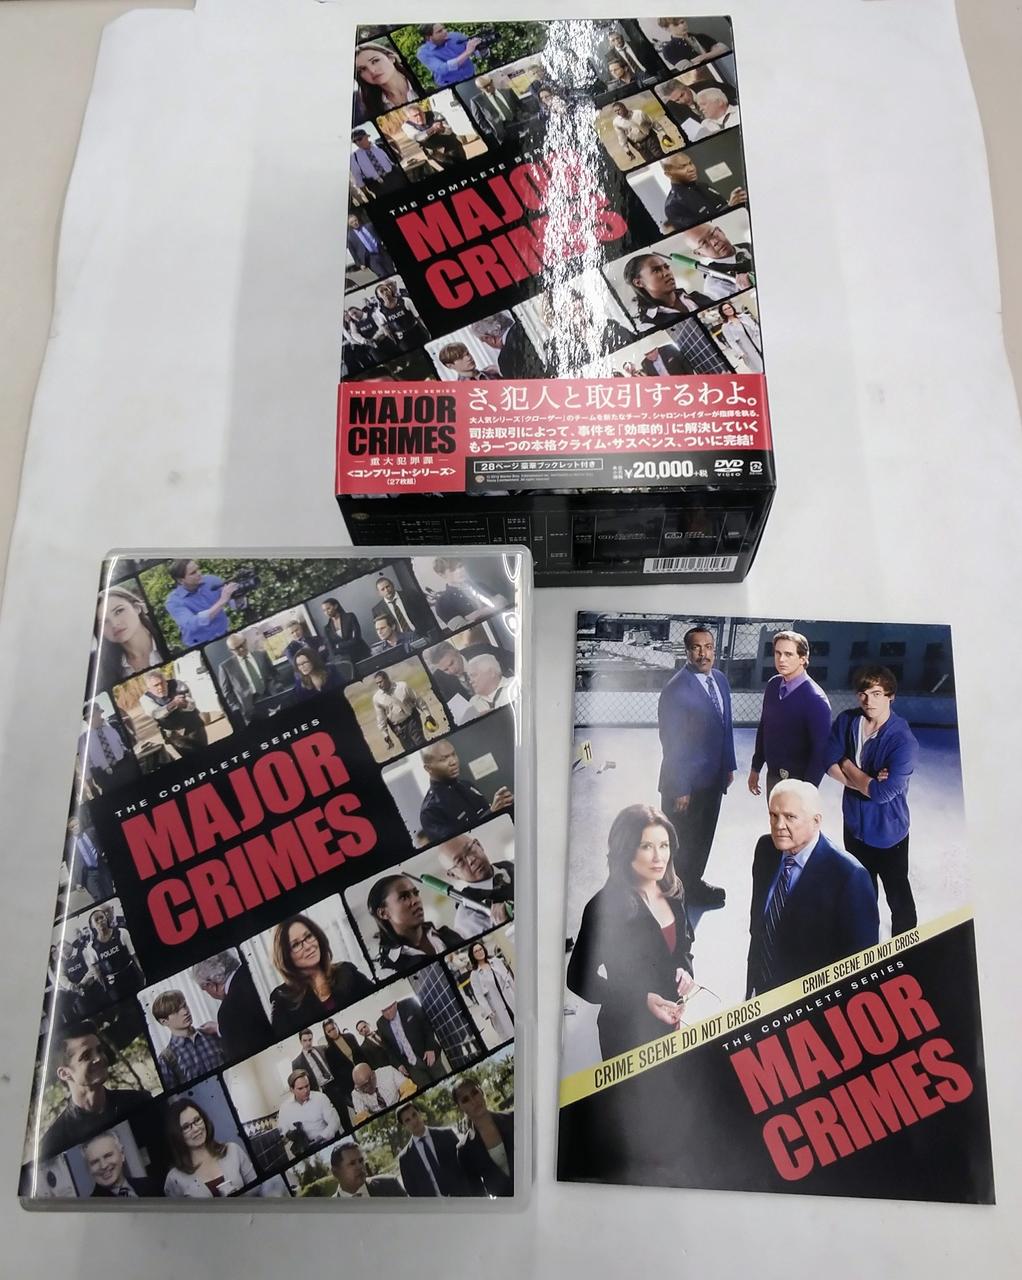 THE COMPLETE SERIES
MAJOR
CRIMES
POLICE
POLICE
THE COMPLETE SERIES
MAJOR
CRIMES
重大犯罪課
<コンプリート・シリーズ>
(27枚組)
さ、犯人と取引するわよ。
大人気シリーズ「クローザー」のチームを新たなチーフ、シャロン・レイダーが指揮を執る。
司法取引によって、事件を「効率的」に解決していく
もう一つの本格クライム・サスペンス、ついに完結!
28ページ 豪華ブックレット付き
¥20,000+税
DVD
VIDEO
THE COMPLETE SERIES
MAJOR
CRIMES
POLICE
POLICE
11
CRIME SCENE DO NOT CROSS
CRIME SCENE DO NOT CROSS
THE COMPLETE SERIES
MAJOR
CRIMES